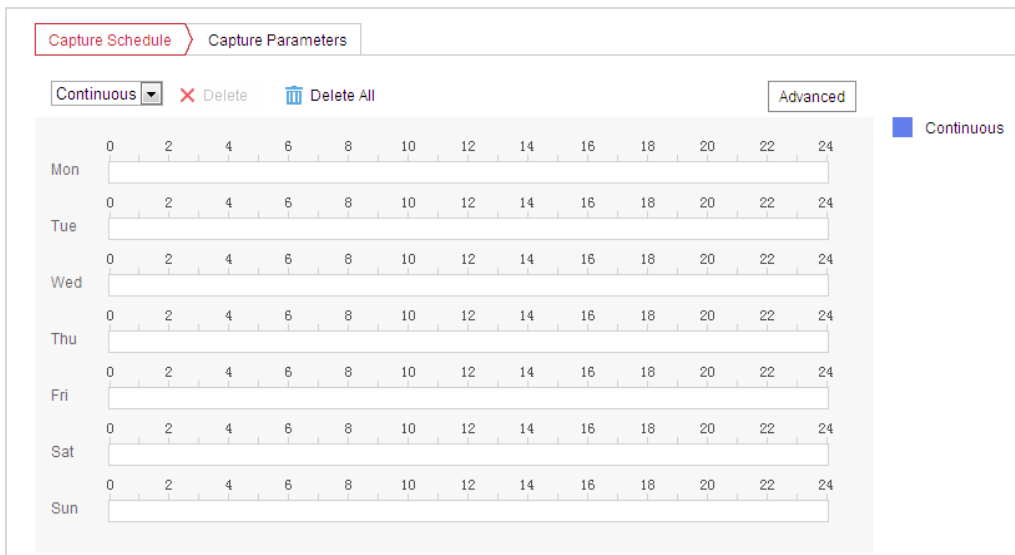 Capture Schedule Capture Parameters
Continuous Delete Delete All Advanced
Continuous
0 2 4 6 8 10 12 14 16 18 20 22 24
Mon
0 2 4 6 8 10 12 14 16 18 20 22 24
Tue
0 2 4 6 8 10 12 14 16 18 20 22 24
Wed
0 2 4 6 8 10 12 14 16 18 20 22 24
Thu
0 2 4 6 8 10 12 14 16 18 20 22 24
Fri
0 2 4 6 8 10 12 14 16 18 20 22 24
Sat
0 2 4 6 8 10 12 14 16 18 20 22 24
Sun